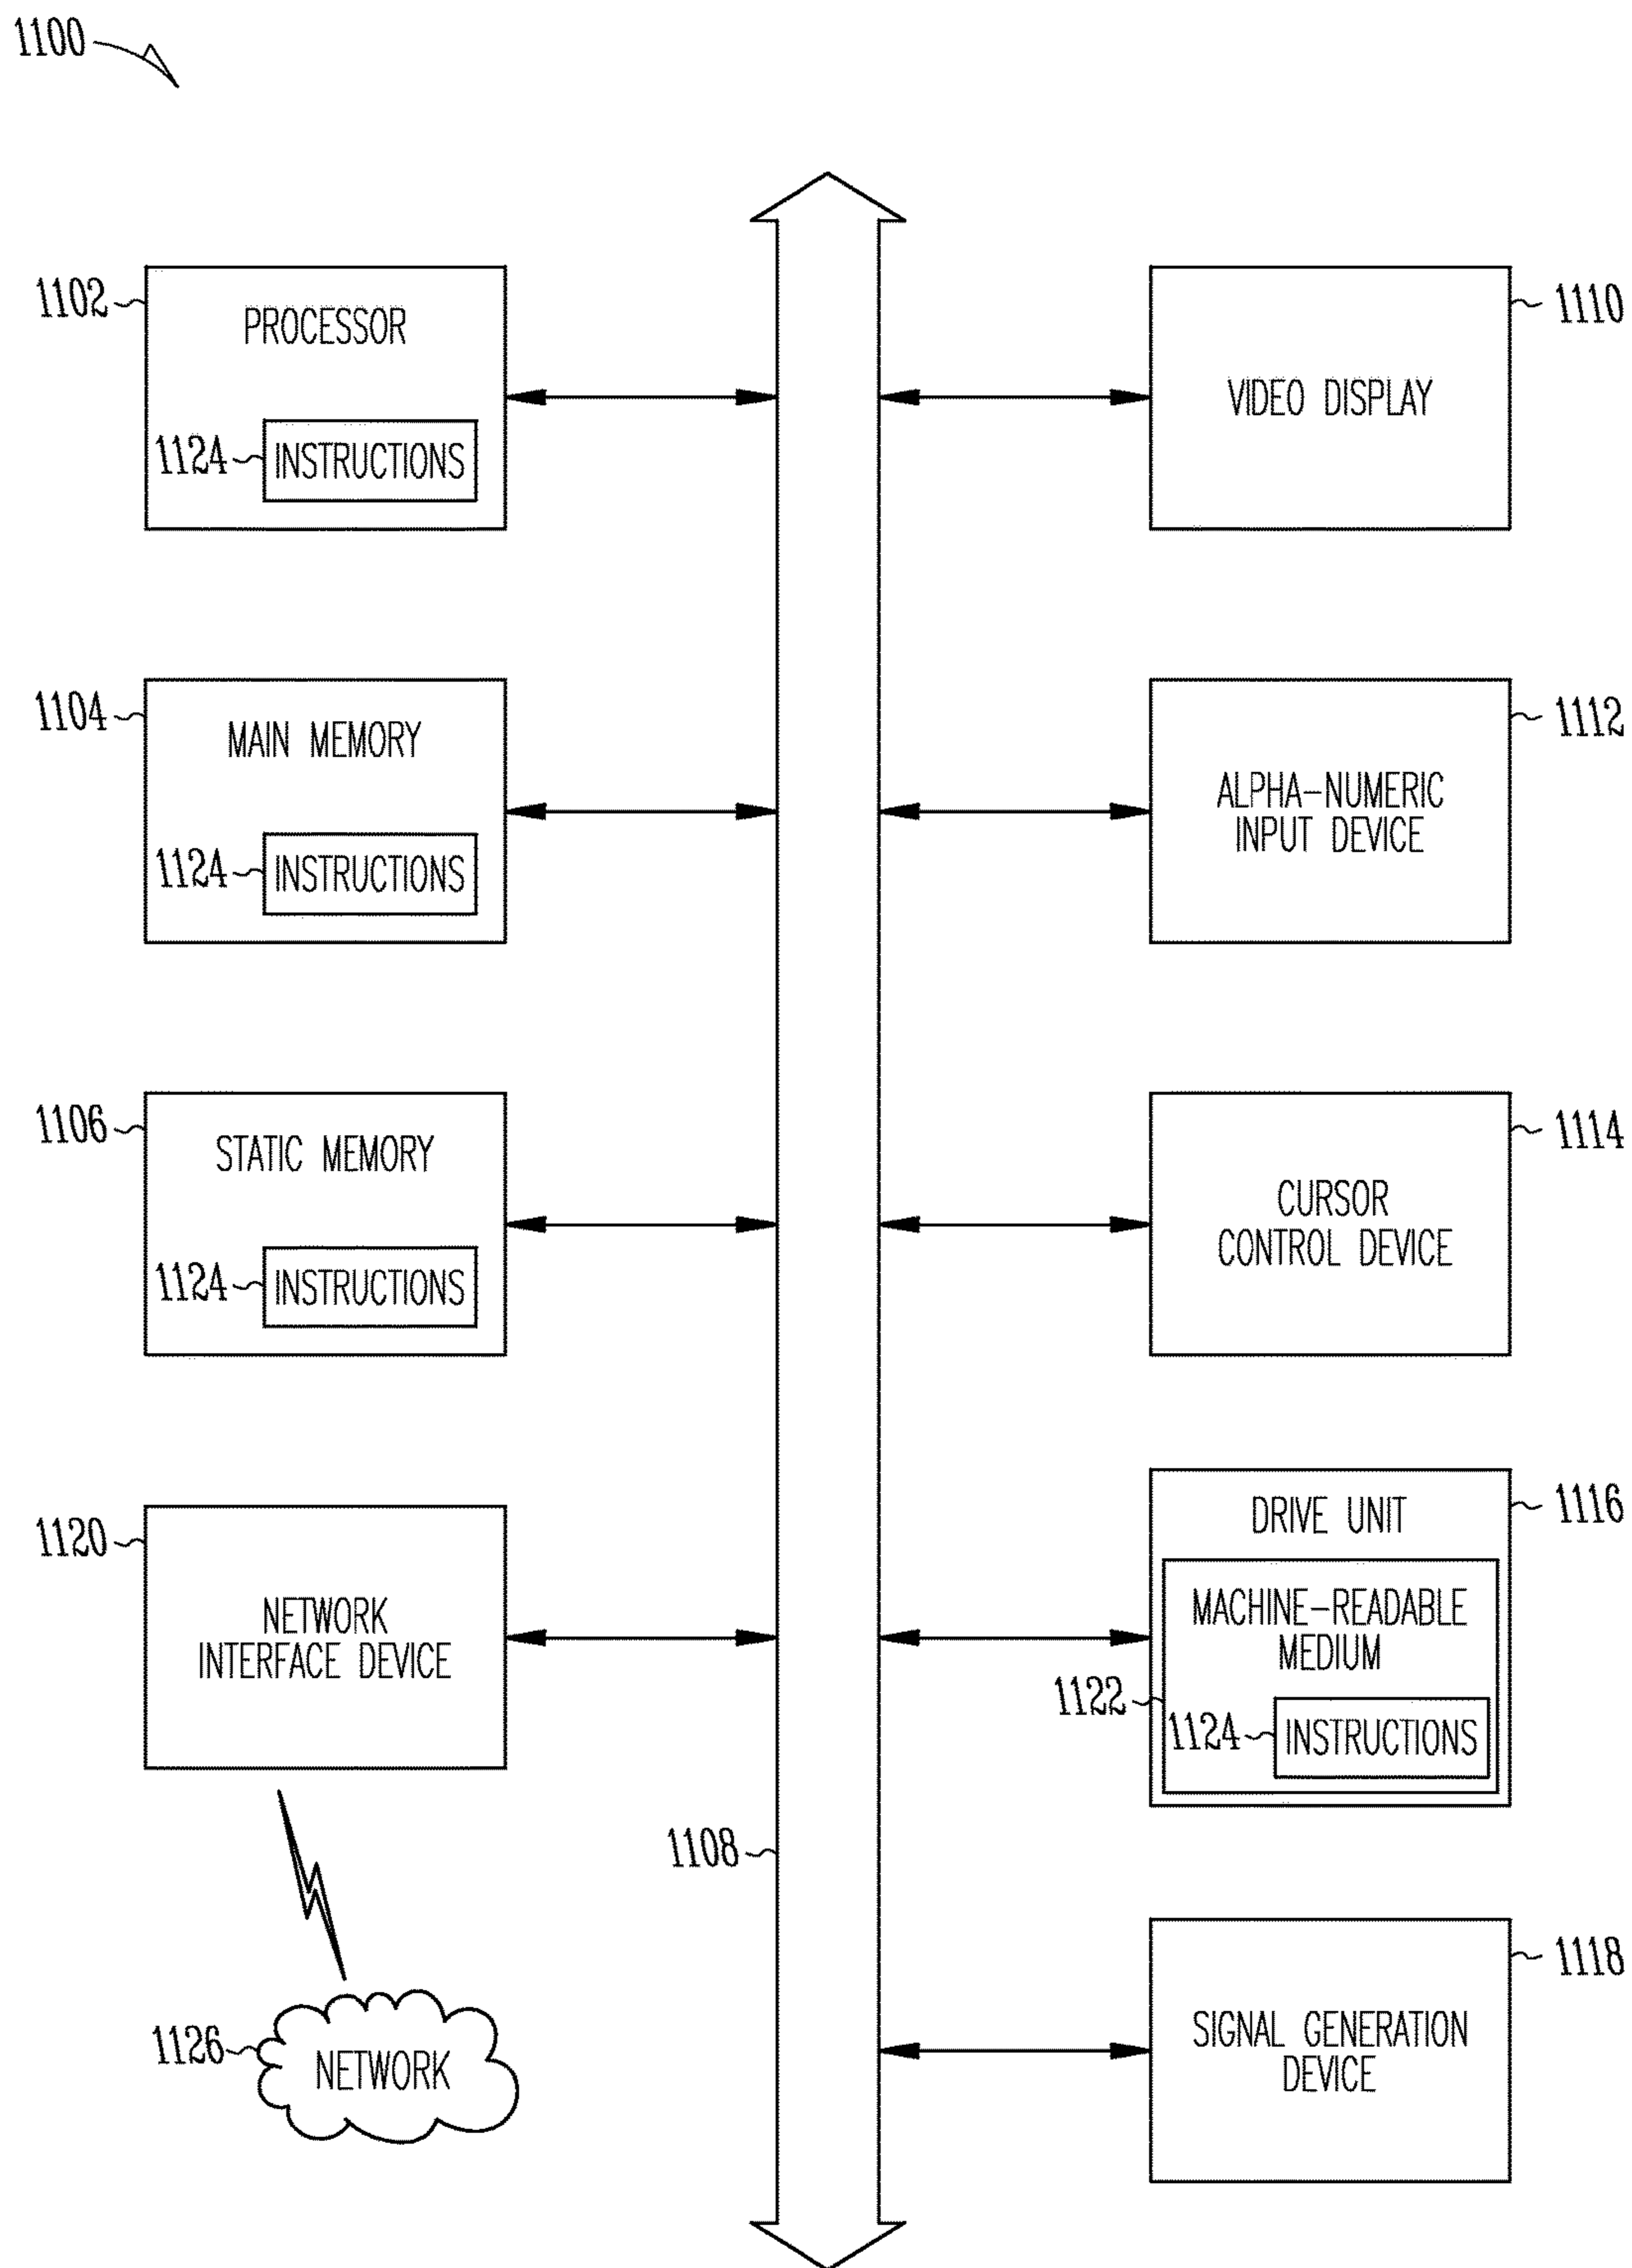 1100
1102
PROCESSOR
1124
INSTRUCTIONS
1104
MAIN MEMORY
1124
INSTRUCTIONS
1106
STATIC MEMORY
1124
INSTRUCTIONS
1120
NETWORK
INTERFACE DEVICE
1126
NETWORK
1108
1110
VIDEO DISPLAY
1112
ALPHA-NUMERIC
INPUT DEVICE
1114
CURSOR
CONTROL DEVICE
1116
DRIVE UNIT
MACHINE-READABLE
MEDIUM
1122
1124
INSTRUCTIONS
1118
SIGNAL GENERATION
DEVICE